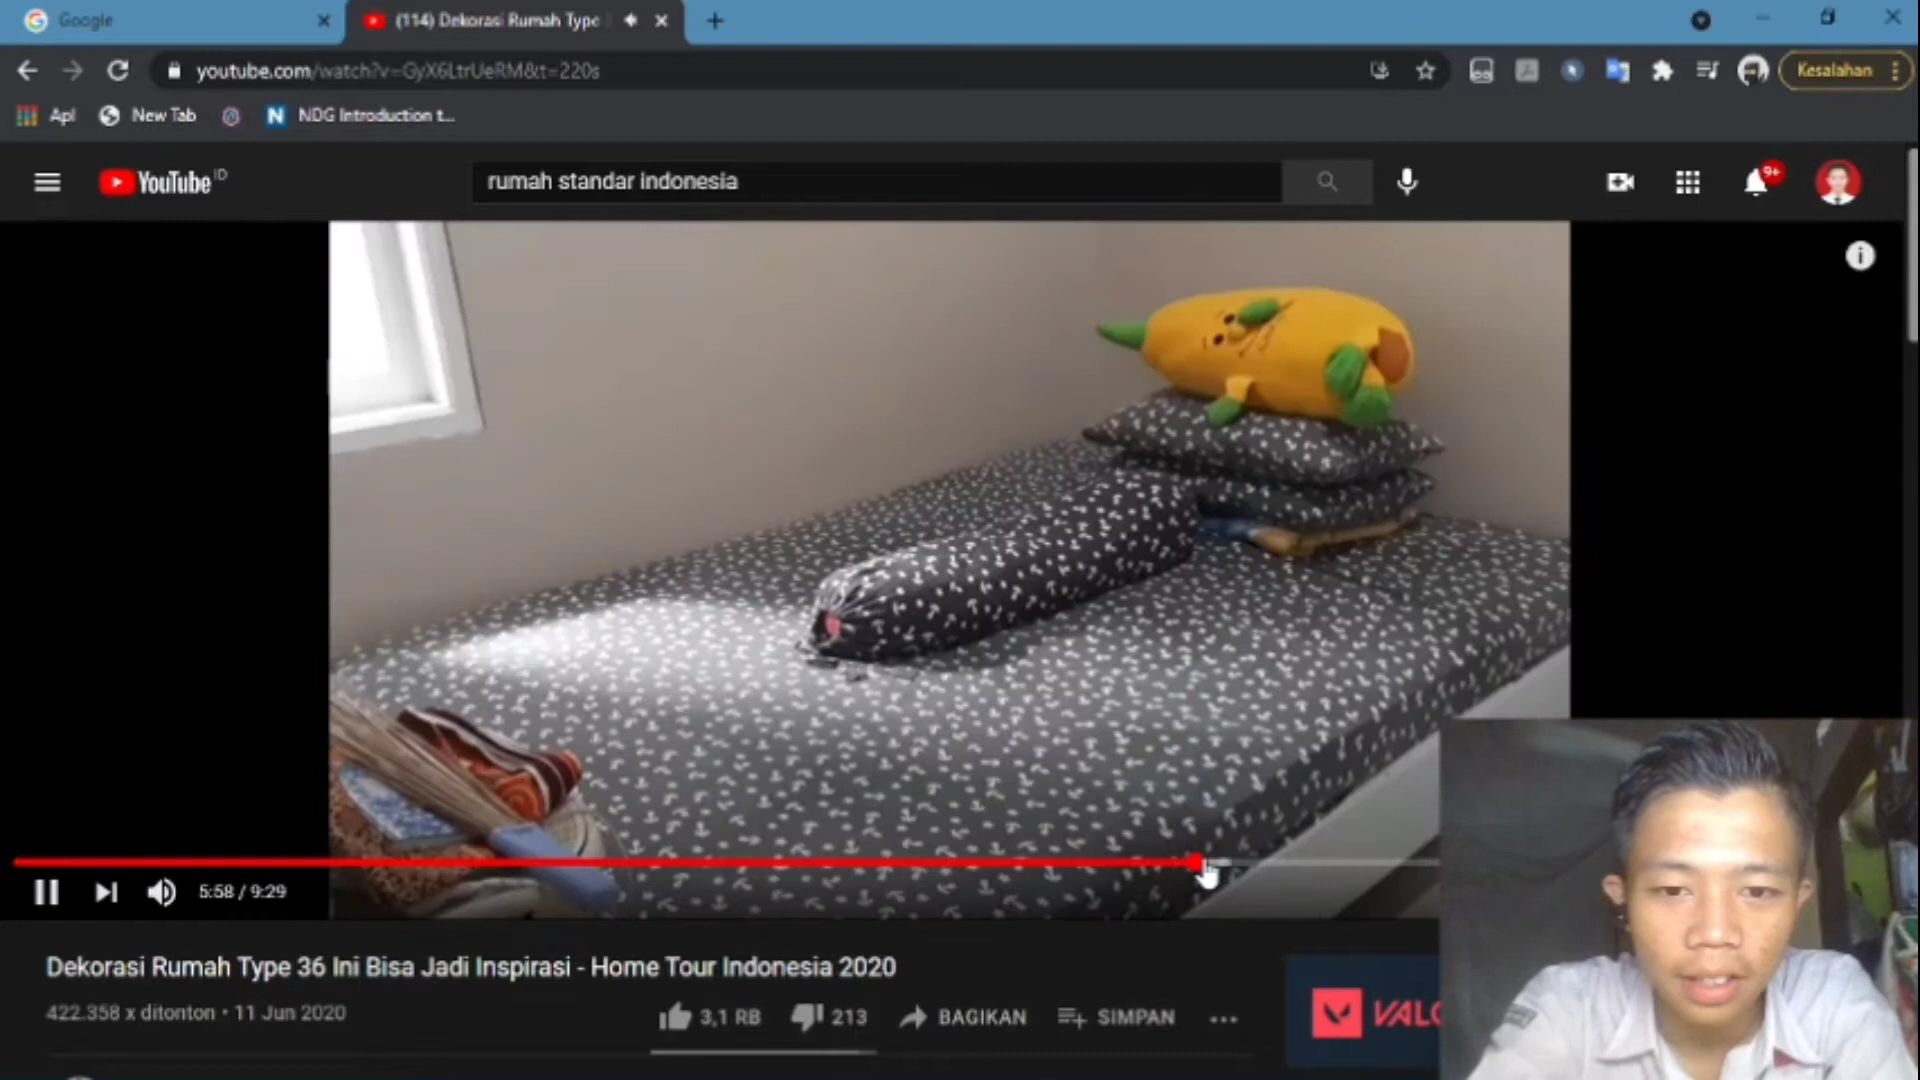 Google
(114) Dekorasi Rumah Type
youtube.com/watch?v=GyX6LtrUeRM&t=220s
Kesalahan
Apl
New Tab
NDG Introduction t...
YouTube ID
rumah standar indonesia
9+
5:58 / 9:29
Dekorasi Rumah Type 36 Ini Bisa Jadi Inspirasi - Home Tour Indonesia 2020
422.358 x ditonton • 11 Jun 2020
3,1 RB
213
BAGIKAN
SIMPAN
VALO